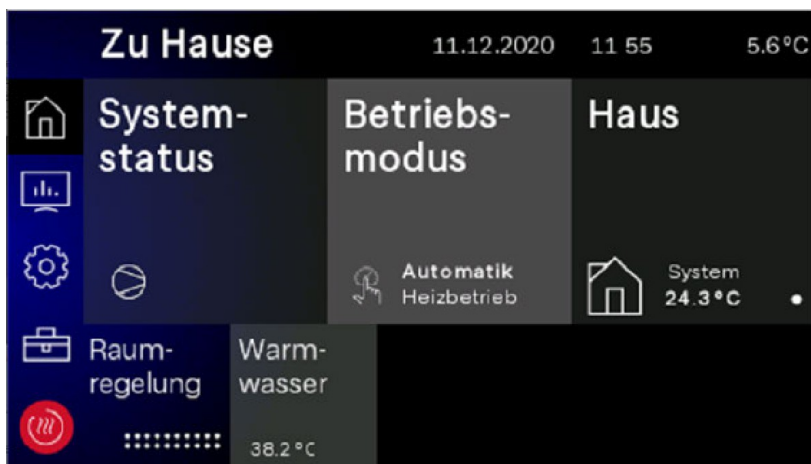 Zu Hause 11.12.2020 11 55 5.6°C
System-
status
Betriebs-
modus
Automatik
Heizbetrieb
Haus
System
24.3°C
Raum-
regelung
Warm-
wasser
38.2°C